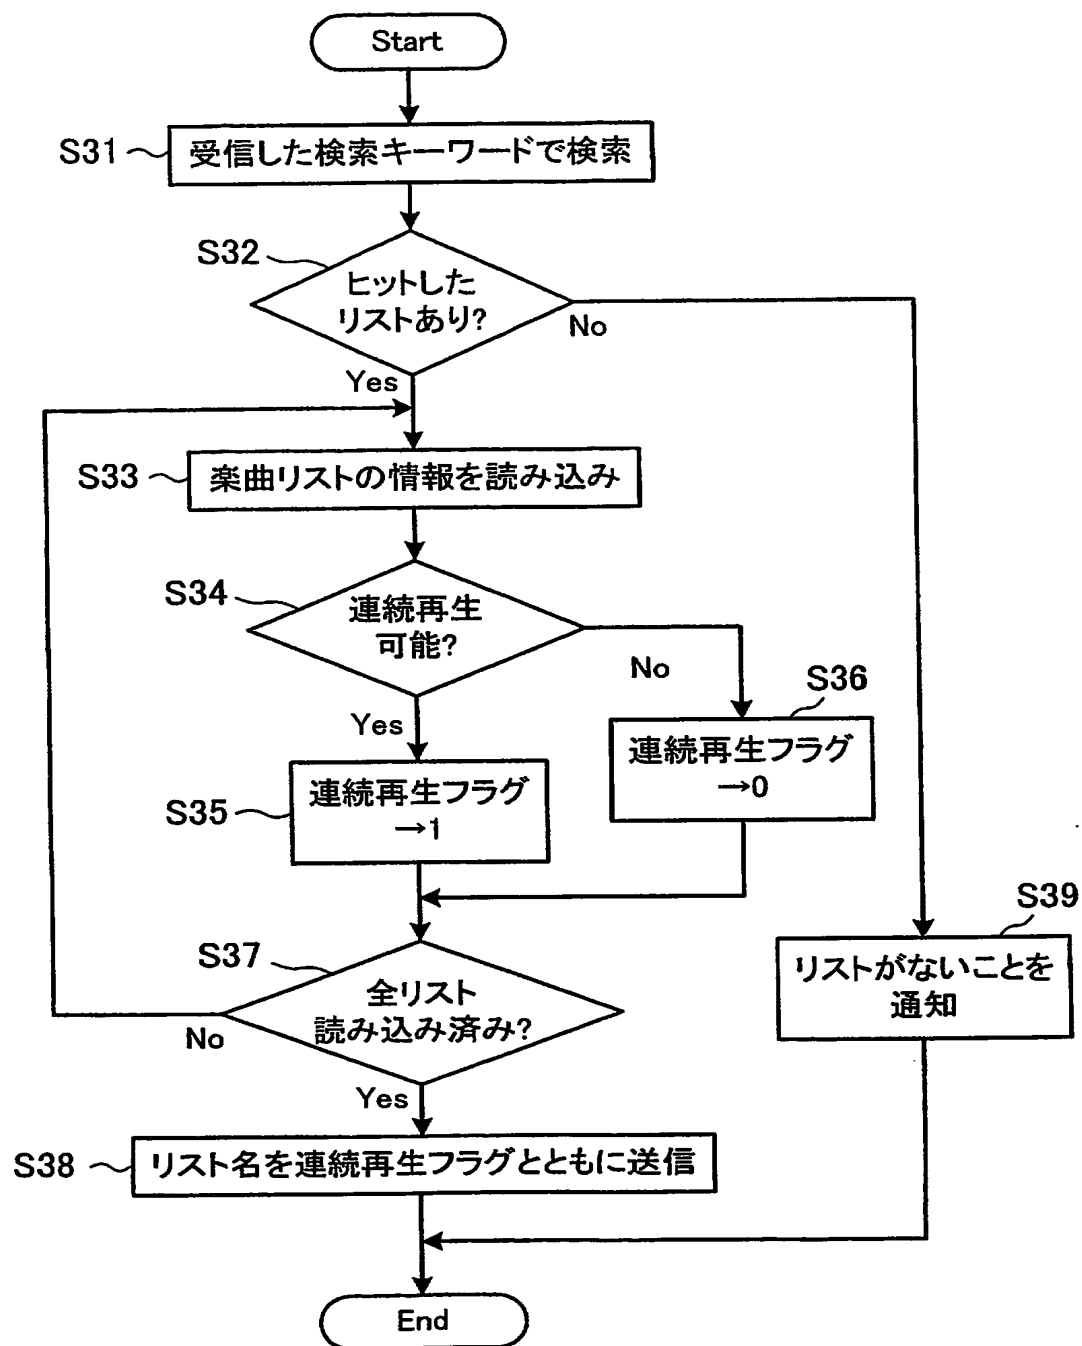 Start
S31
受信した検索キーワードで検索
S32
ヒットした
リストあり?
No
Yes
S33
楽曲リストの情報を読み込み
S34
連続再生
可能?
No
S36
Yes
連続再生フラグ
→0
S35
連続再生フラグ
→1
S39
S37
リストがないことを
通知
全リスト
読み込み済み?
No
Yes
S38
リスト名を連続再生フラグとともに送信
End